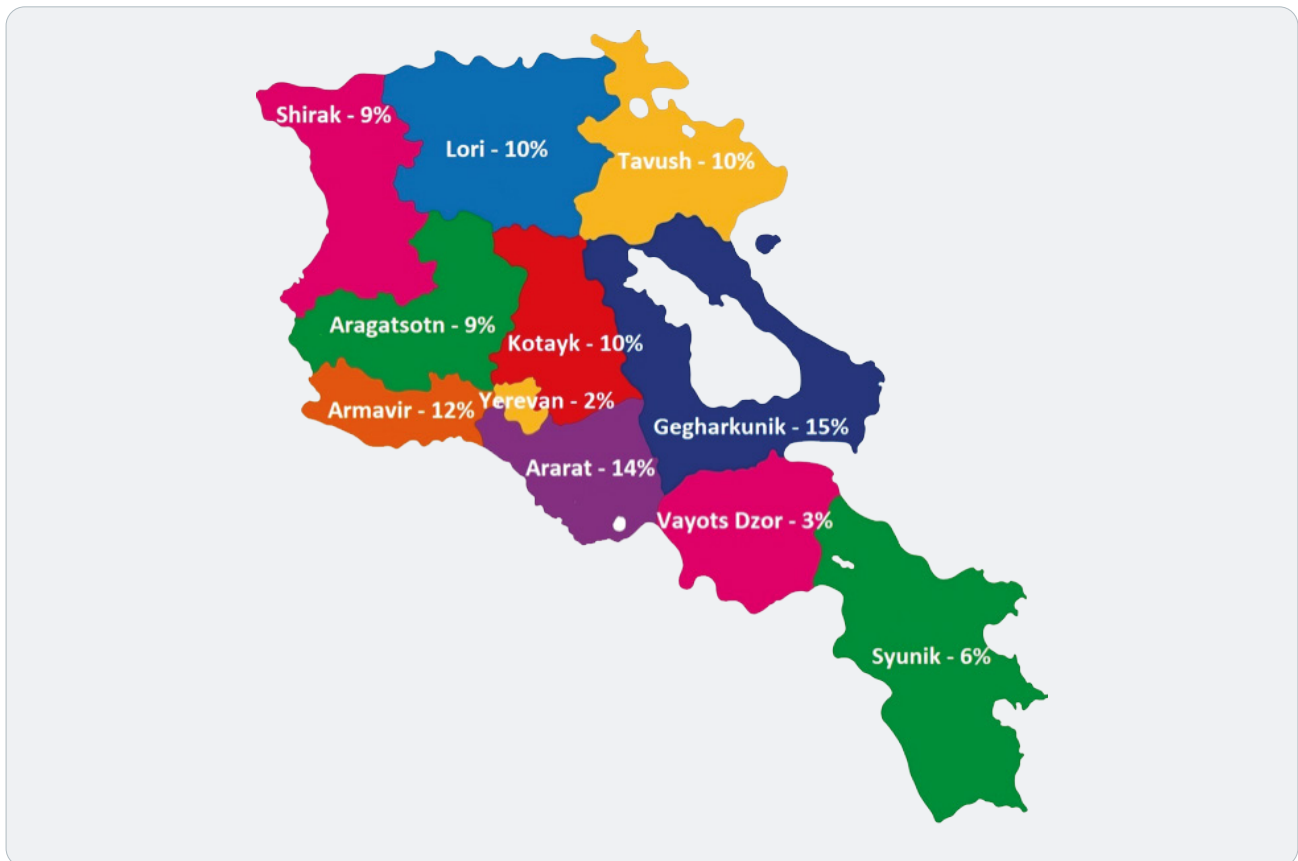 Shirak - 9%
Lori - 10%
Tavush - 10%
Aragatsotn - 9%
Kotayk - 10%
Yerevan - 2%
Armavir - 12%
Gegharkunik - 15%
Ararat - 14%
Vayots Dzor - 3%
Syunik - 6%